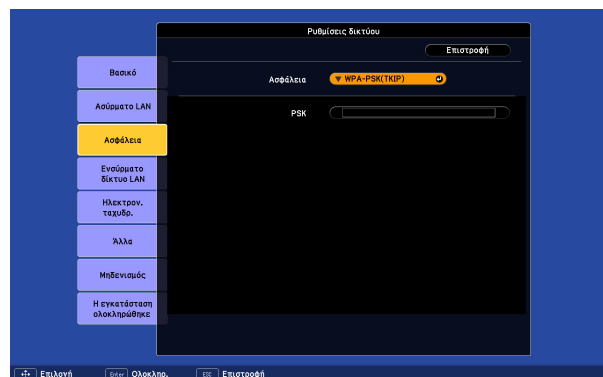 Ρυθμίσεις δικτύου
Επιστροφή
Βασικό
Ασφάλεια
WPA-PSK(TKIP)
Ασύρματο LAN
PSK
Ασφάλεια
Ενσύρματο
δίκτυο LAN
Ηλεκτρον.
ταχυδρ.
Άλλα
Μηδενισμός
Η εγκατάσταση
ολοκληρώθηκε
Επιλογή
Enter Ολοκληρ.
ESC Επιστροφή